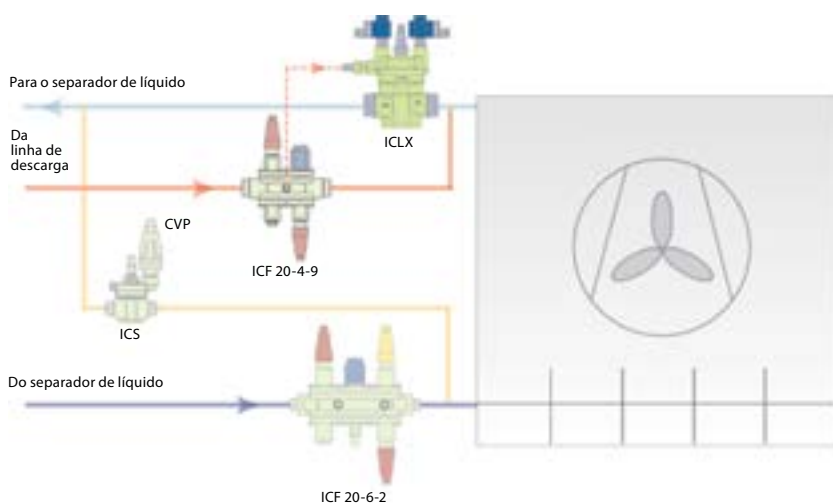 Para o separador de líquido
ICLX
Da
linha de
descarga
CVP
ICF 20-4-9
ICS
Do separador de líquido
ICF 20-6-2